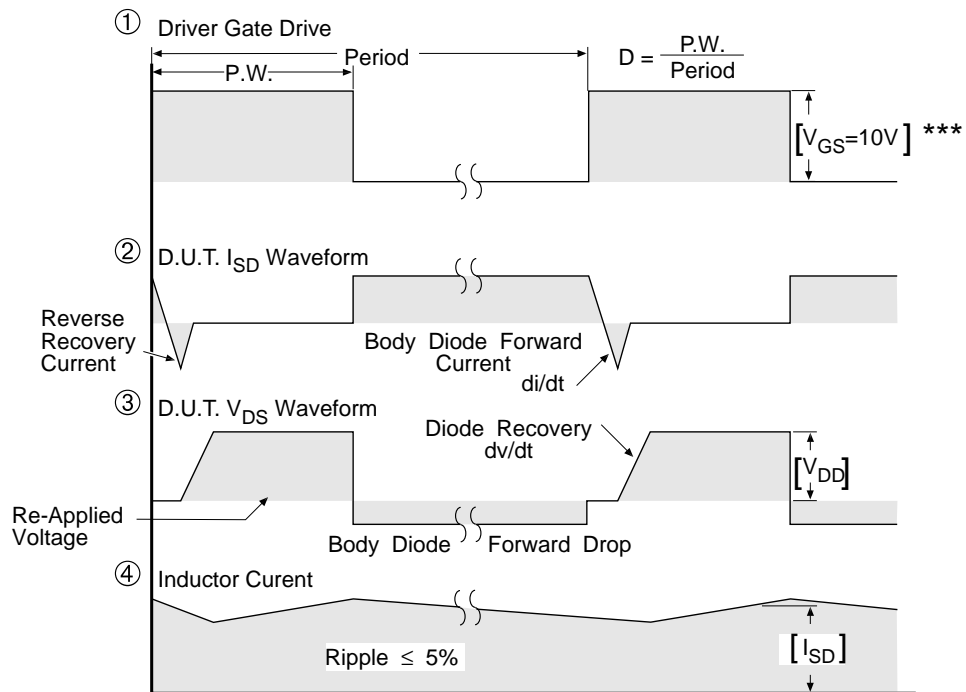 ① Driver Gate Drive
Period
P.W.
D = P.W.
Period
[VGS=10V] ***
② D.U.T. ISD Waveform
Reverse
Recovery
Current
Body Diode Forward
Current
di/dt
③ D.U.T. VDS Waveform
Diode Recovery
dv/dt
[VDD]
Re-Applied
Voltage
Body Diode Forward Drop
④ Inductor Curent
Ripple ≤ 5%
[ISD]